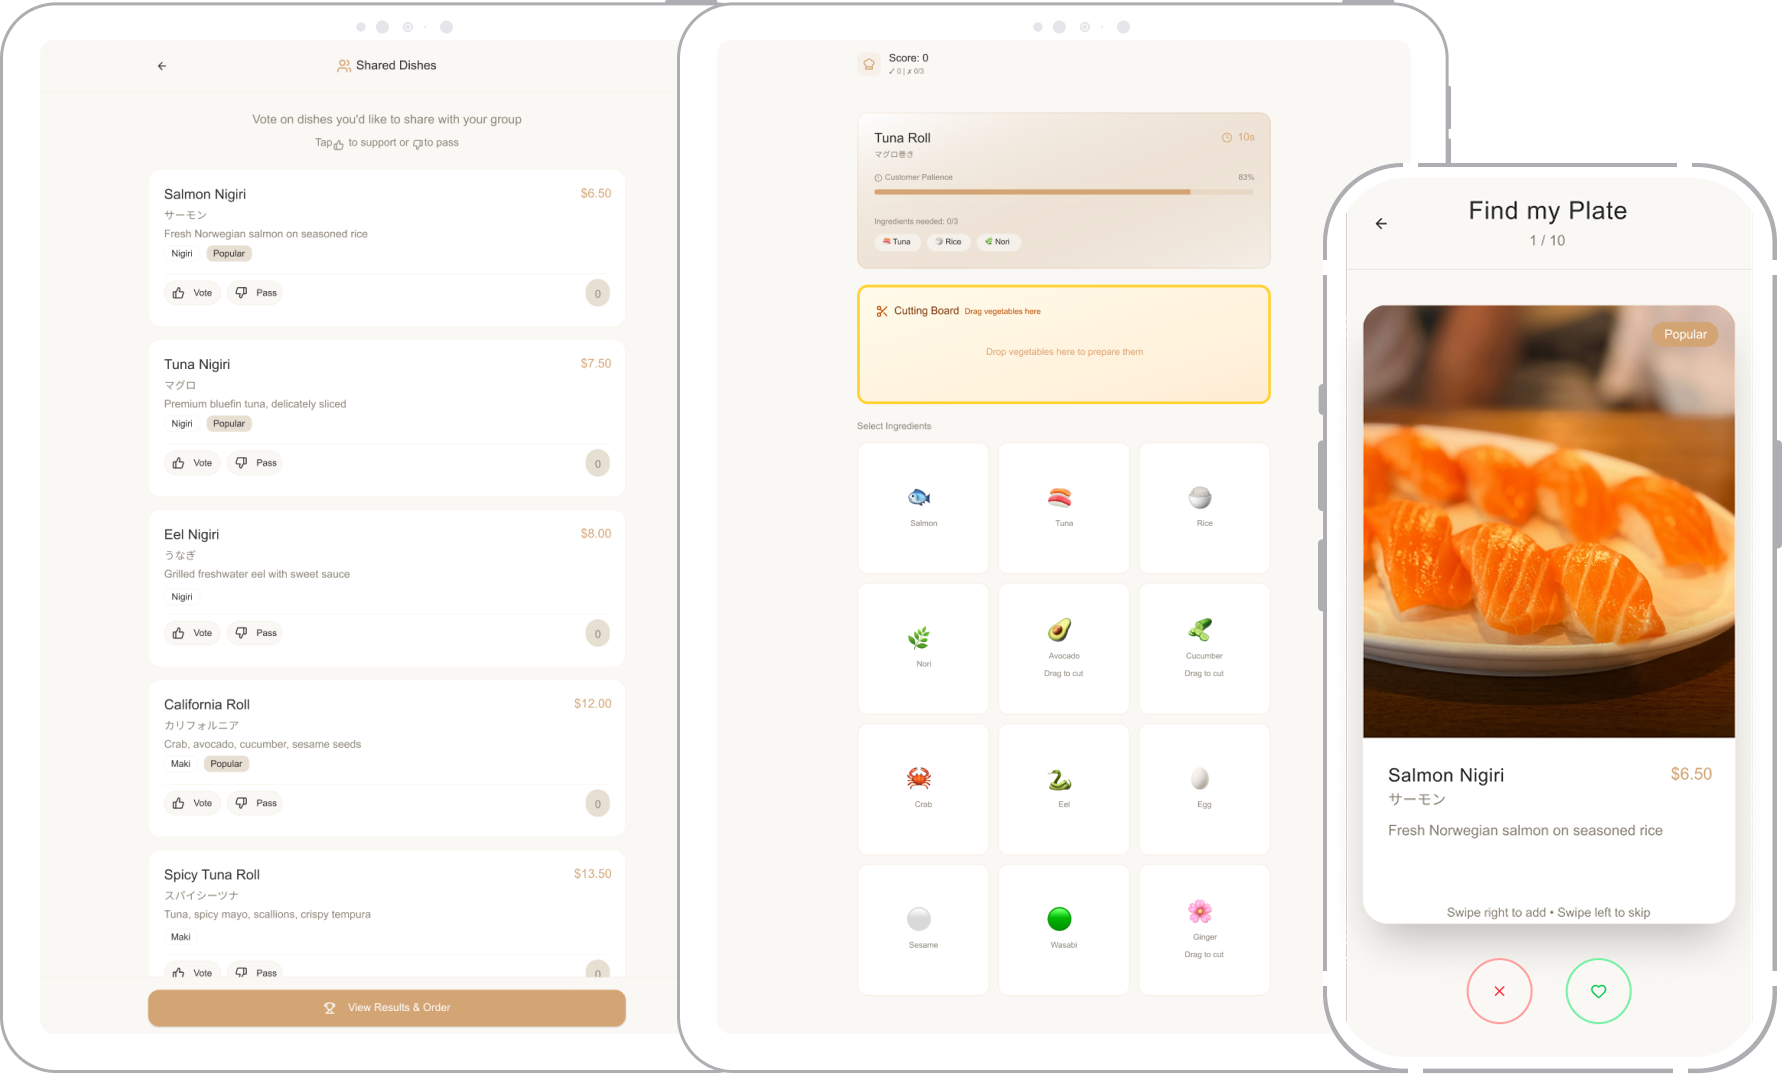 Shared Dishes
Vote on dishes you'd like to share with your group
Tap to support or to pass
Salmon Nigiri $6.50
サーモン
Fresh Norwegian salmon on seasoned rice
Nigiri Popular
Vote Pass 0
Tuna Nigiri $7.50
マグロ
Premium bluefin tuna, delicately sliced
Nigiri Popular
Vote Pass 0
Eel Nigiri $8.00
うなぎ
Grilled freshwater eel with sweet sauce
Nigiri
Vote Pass 0
California Roll $12.00
カリフォルニア
Crab, avocado, cucumber, sesame seeds
Maki Popular
Vote Pass 0
Spicy Tuna Roll $13.50
スパイシーツナ
Tuna, spicy mayo, scallions, crispy tempura
Maki
Vote Pass 0
View Results & Order
Score: 0
✓ 0 | ✗ 0/3
Tuna Roll 10s
マグロ巻き
Customer Patience 83%
Ingredients needed: 0/3
Tuna Rice Nori
Cutting Board Drag vegetables here
Drop vegetables here to prepare them
Select Ingredients
Salmon Tuna Rice
Nori
Avocado Cucumber
Drag to cut Drag to cut
Crab Eel Egg
Sesame Wasabi
Ginger
Drag to cut
Find my Plate
1 / 10
Popular
Salmon Nigiri $6.50
サーモン
Fresh Norwegian salmon on seasoned rice
Swipe right to add • Swipe left to skip